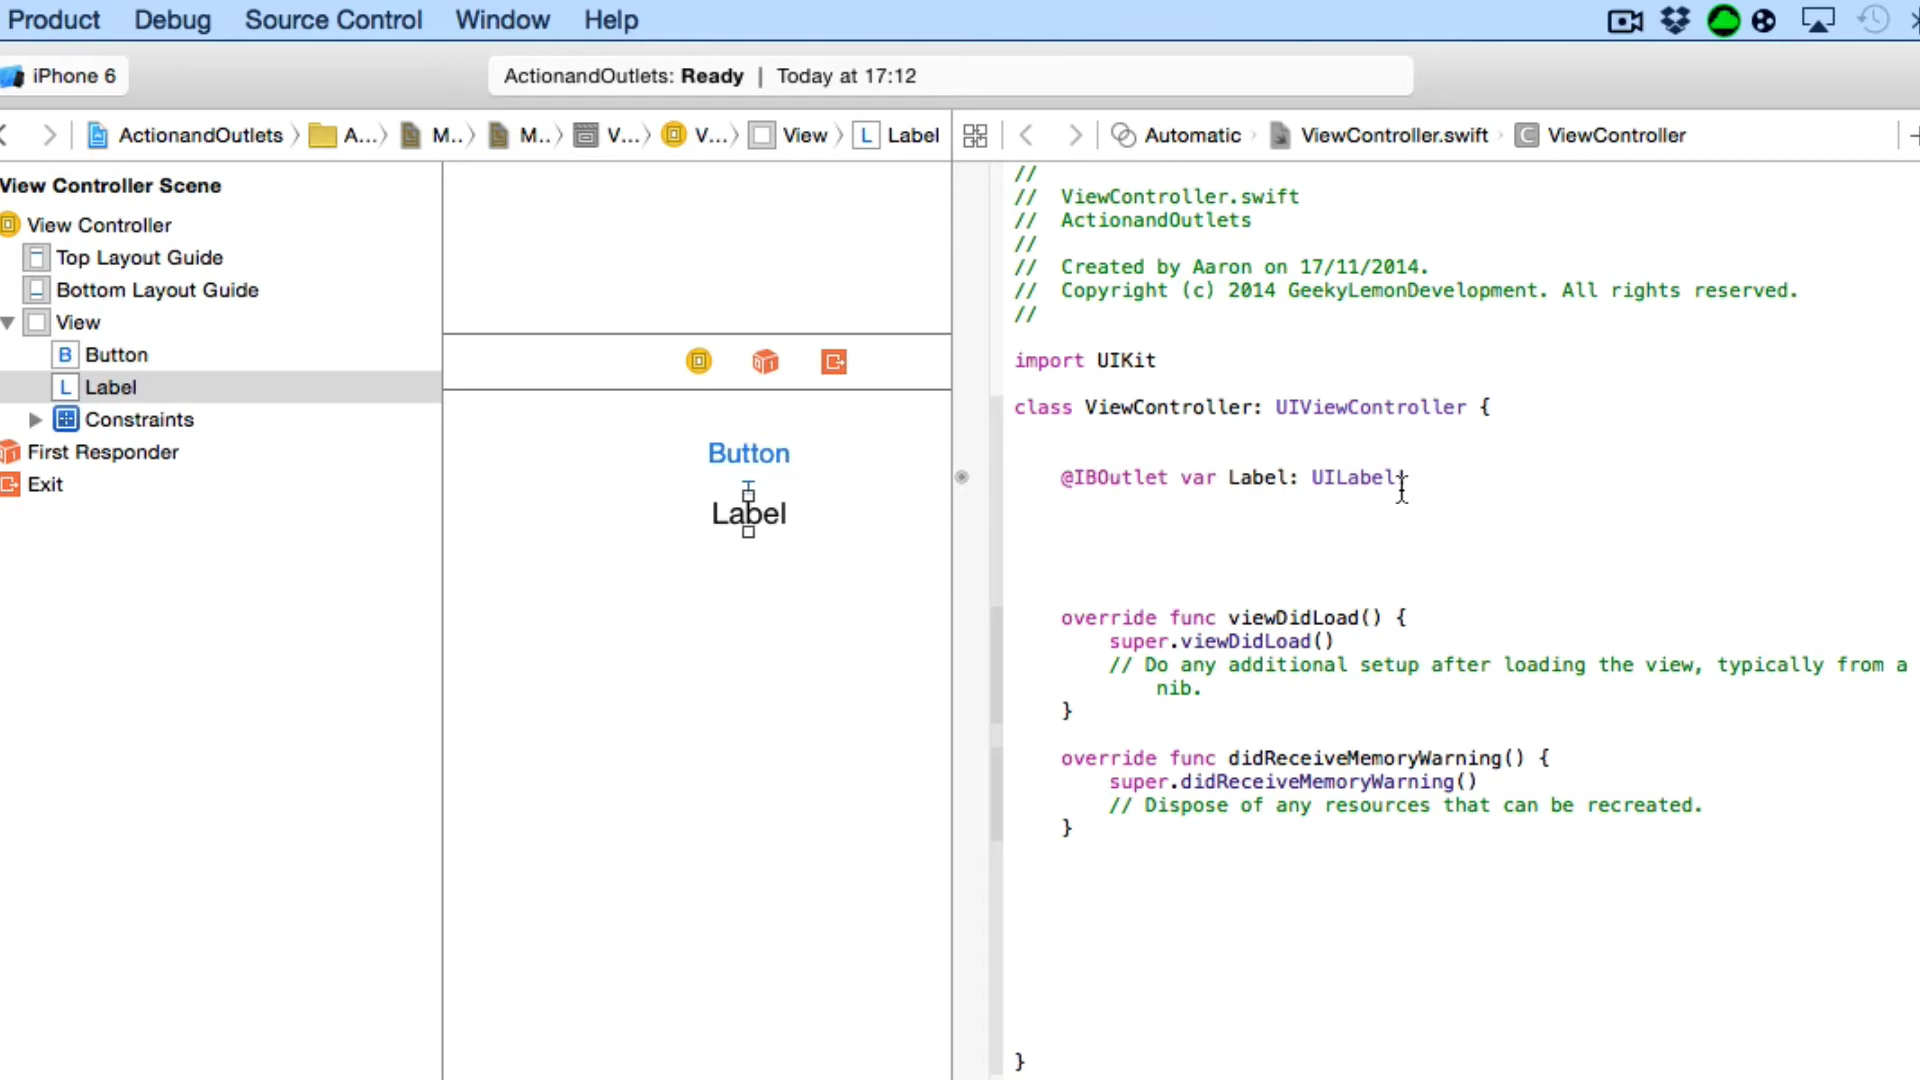 Product Debug Source Control Window Help
iPhone 6
ActionandOutlets: Ready | Today at 17:12
ActionandOutlets A... M.. M.. V... V... View L Label
Automatic ViewController.swift C ViewController
View Controller Scene
View Controller
Top Layout Guide
Bottom Layout Guide
View
B Button
L Label
Constraints
First Responder
Exit
Button
Label
//
// ViewController.swift
// ActionandOutlets
//
// Created by Aaron on 17/11/2014.
// Copyright (c) 2014 GeekyLemonDevelopment. All rights reserved.
//
import UIKit
class ViewController: UIViewController {
@IBOutlet var Label: UILabel
override func viewDidLoad() {
super.viewDidLoad()
// Do any additional setup after loading the view, typically from a
nib.
}
override func didReceiveMemoryWarning() {
super.didReceiveMemoryWarning()
// Dispose of any resources that can be recreated.
}
}